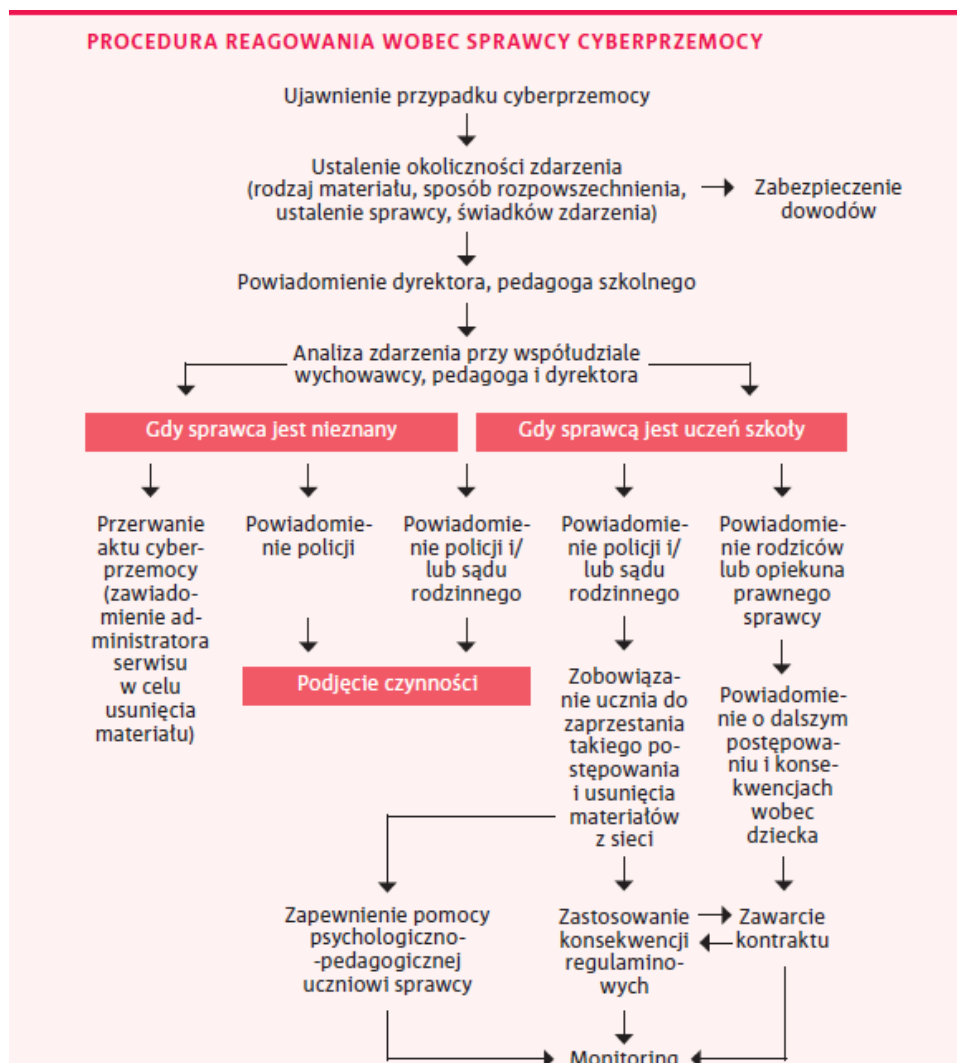 PROCEDURA REAGOWANIA WOBEC SPRAWCY CYBERPRZEMOCY
Ujawnienie przypadku cyberprzemocy
Ustalenie okoliczności zdarzenia
(rodzaj materiału, sposób rozpowszechnienia,
ustalenie sprawcy, świadków zdarzenia)
Zabezpieczenie
dowodów
Powiadomienie dyrektora, pedagoga szkolnego
Analiza zdarzenia przy współudziale
wychowawcy, pedagoga i dyrektora
Gdy sprawca jest nieznany
Gdy sprawcą jest uczeń szkoły
Przerwanie
aktu cyber-
przemocy
(zawiado-
mienie ad-
ministratora
serwisu
w celu
usunięcia
materiału)
Powiadomie-
nie policji
Powiadomie-
nie policji i/
lub sądu
rodzinnego
Podjęcie czynności
Powiadomie-
nie policji i/
lub sądu
rodzinnego
Zobowiąza-
nie ucznia do
zaprzestania
takiego po-
stępowania
i usunięcia
materiałów
z sieci
Powiadomie-
nie rodziców
lub opiekuna
prawnego
sprawcy
Powiadomie-
nie o dalszym
postępowa-
niu i konse-
kwencjach
wobec
dziecka
Zapewnienie pomocy
psychologiczno-
-pedagogicznej
uczniowi sprawcy
Zastosowanie
konsekwencji
regulamino-
wych
Zawarcie
kontraktu
Monitoring